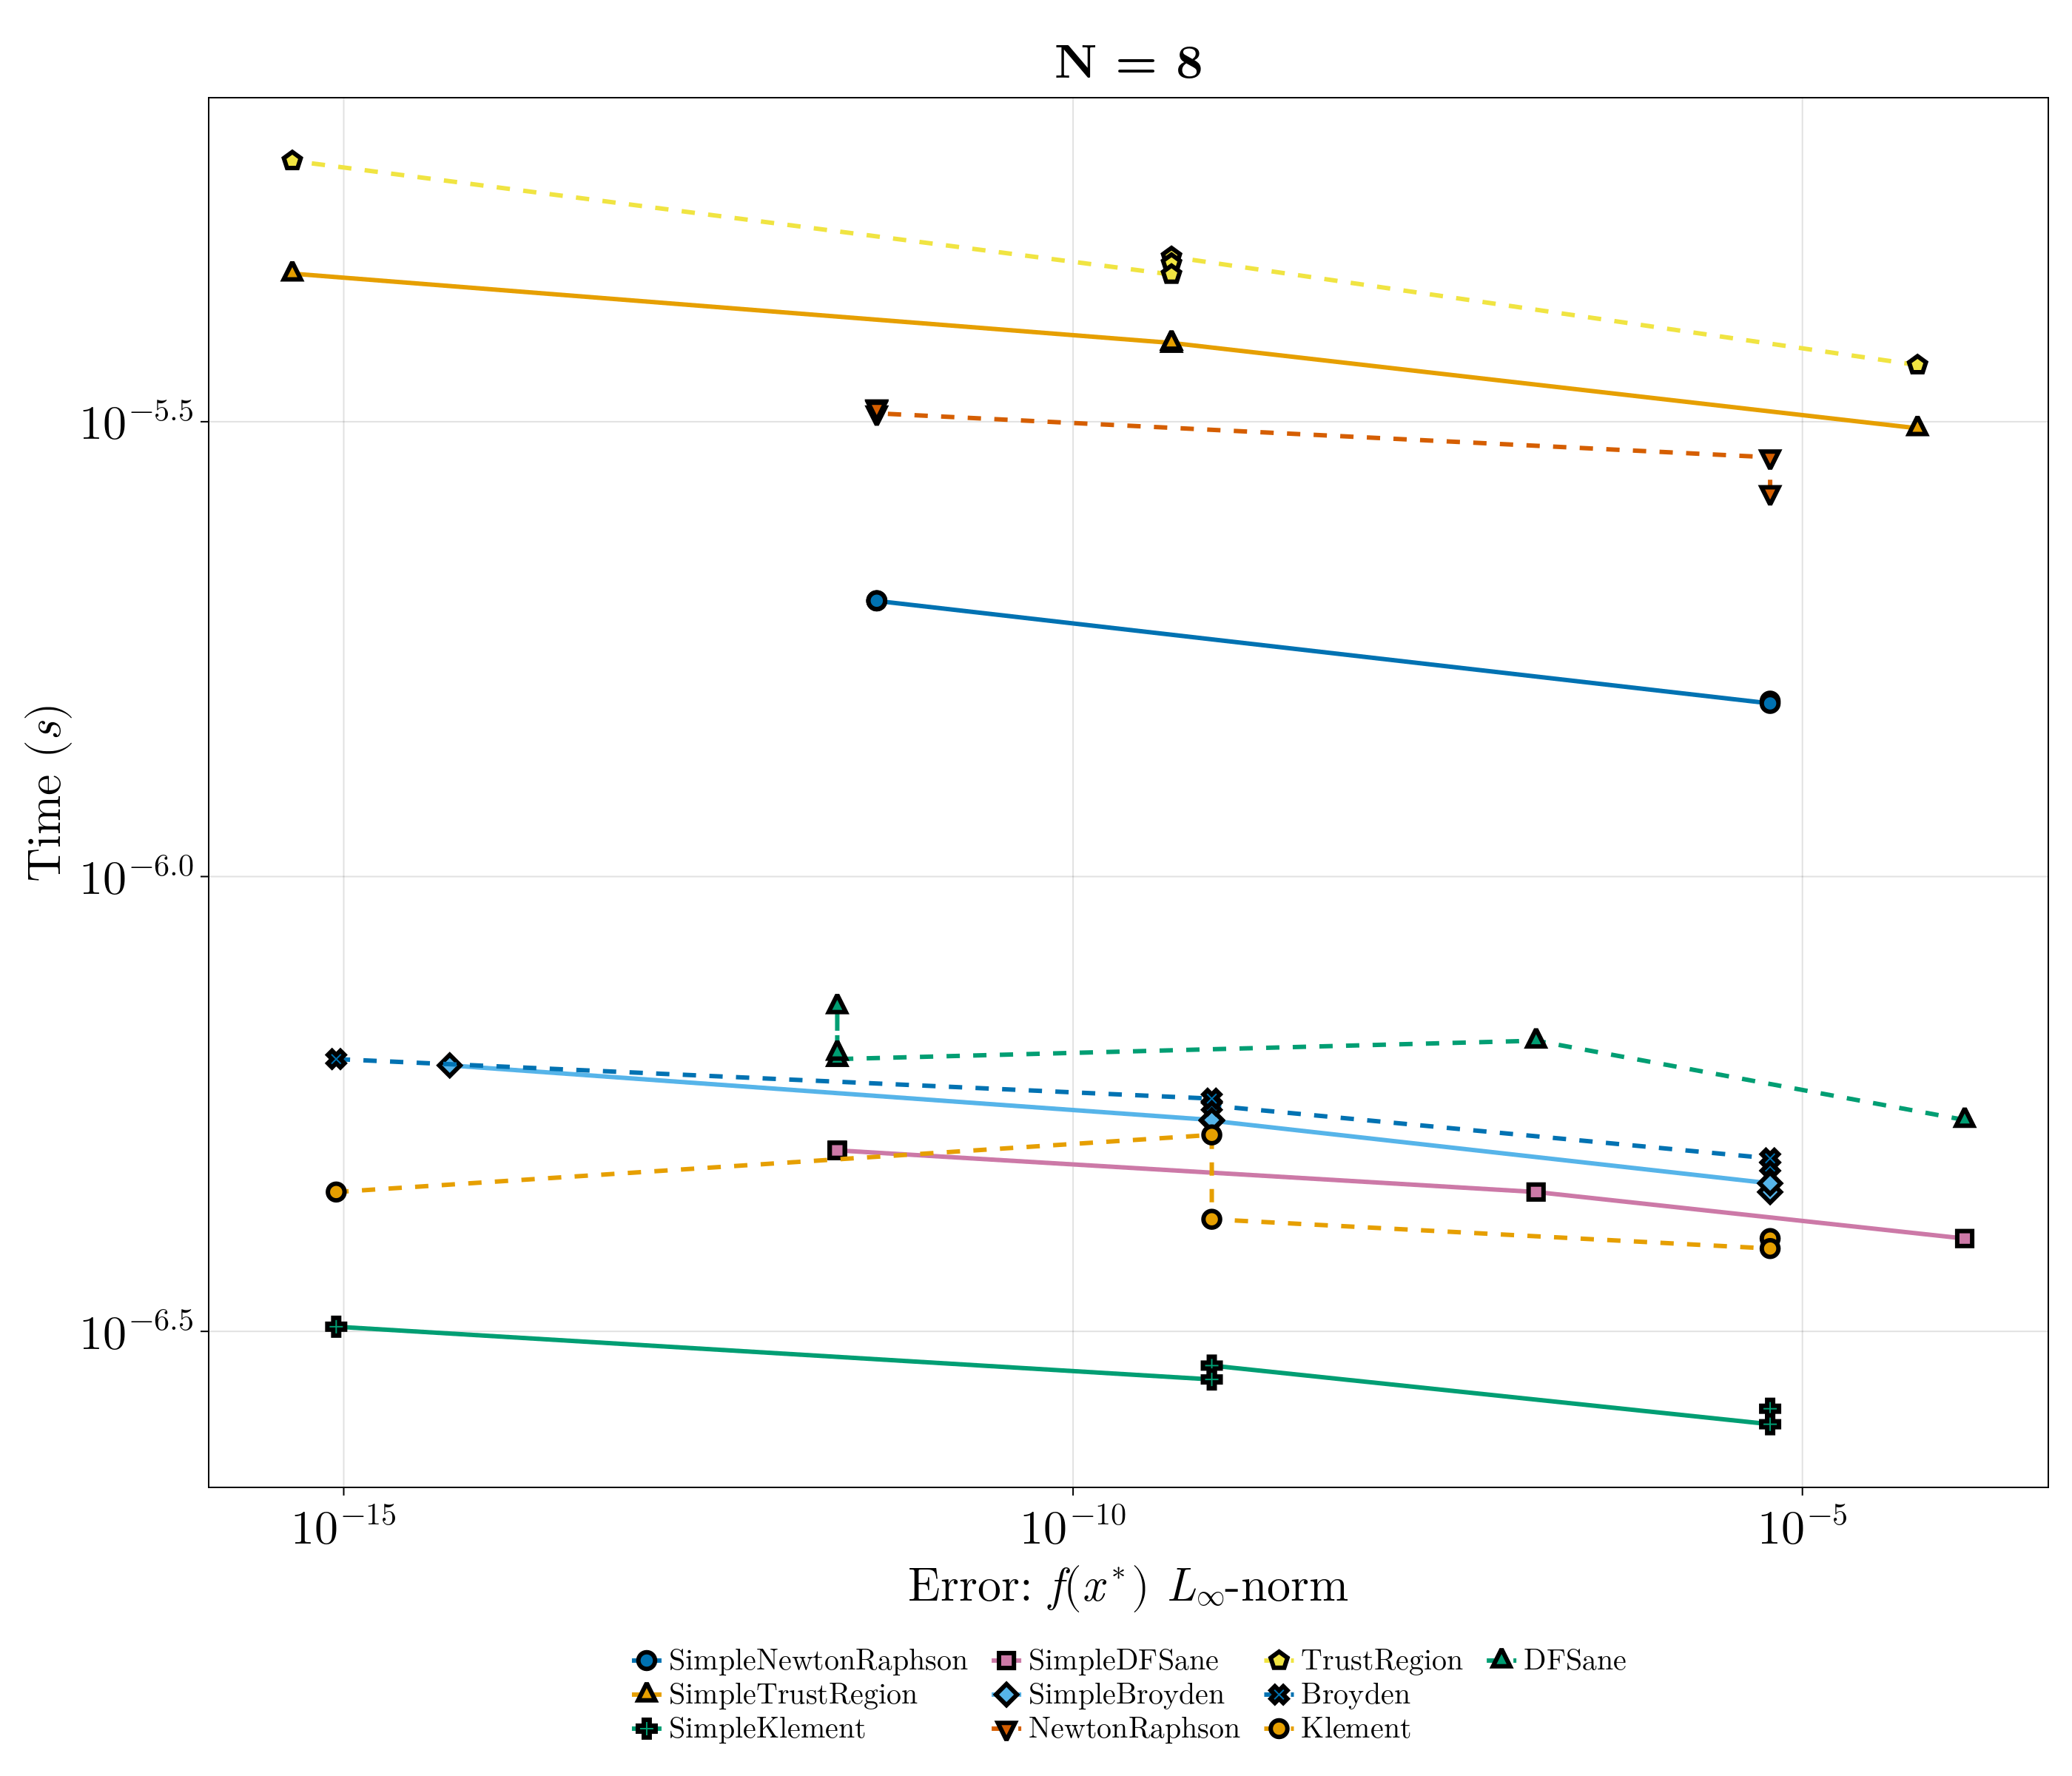 N = 8
Time (s)
10^−5.5
10^−6.0
10^−6.5
10^−15 10^−10 10^−5
Error: f(x*) L∞-norm
SimpleNewtonRaphson SimpleDFSane TrustRegion DFSane
SimpleTrustRegion SimpleBroyden Broyden
SimpleKlement NewtonRaphson Klement